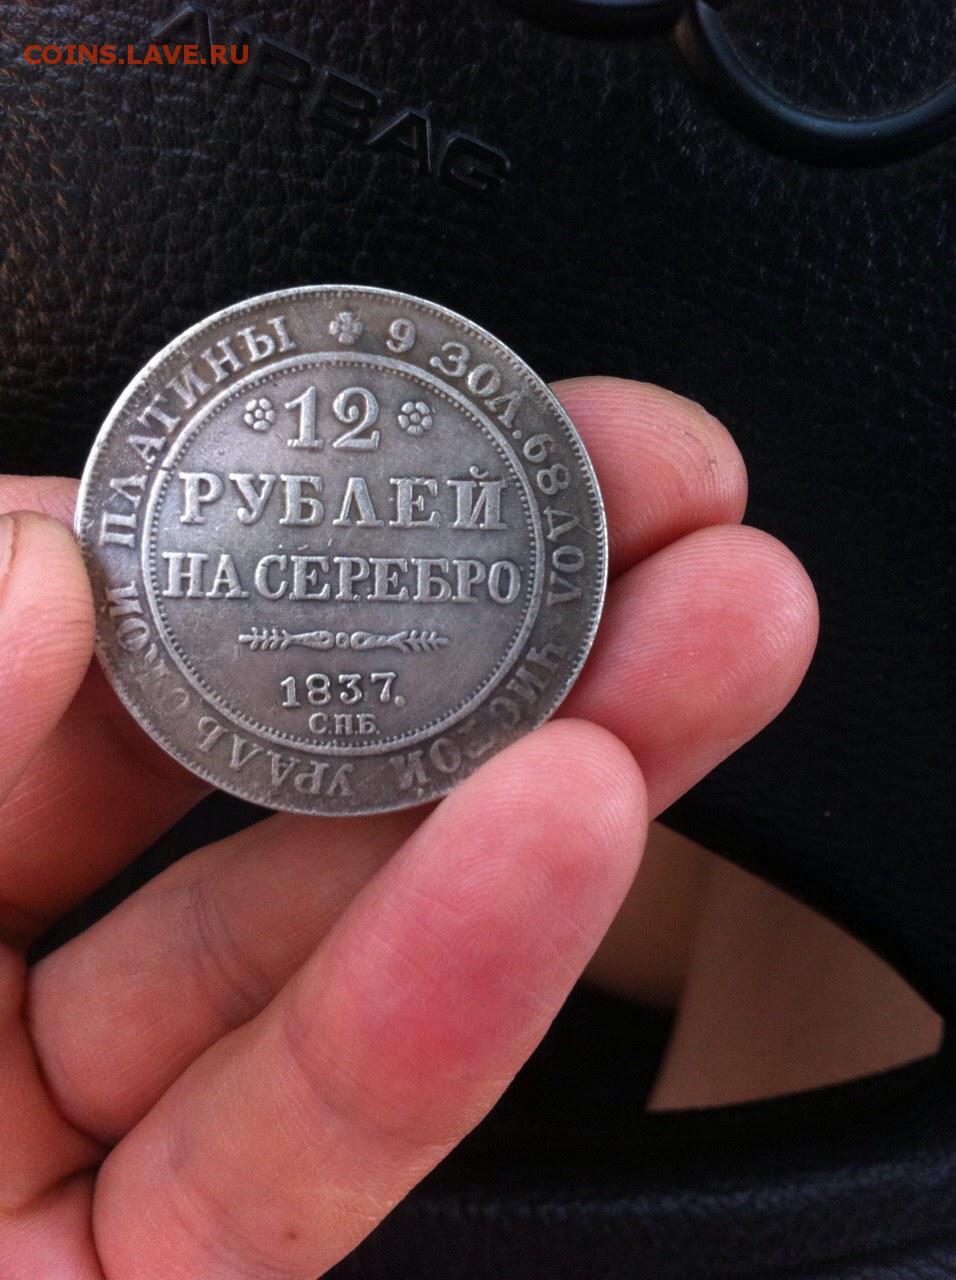 COINS.LAVE.RU
AIRBAG
9 ЗОЛ. 68 ДОЛ. ЧИСТОЙ УРАЛЬСКОЙ ПЛАТИНЫ
12
РУБЛЕЙ
НА СЕРЕБРО
1837.
С.П.Б.